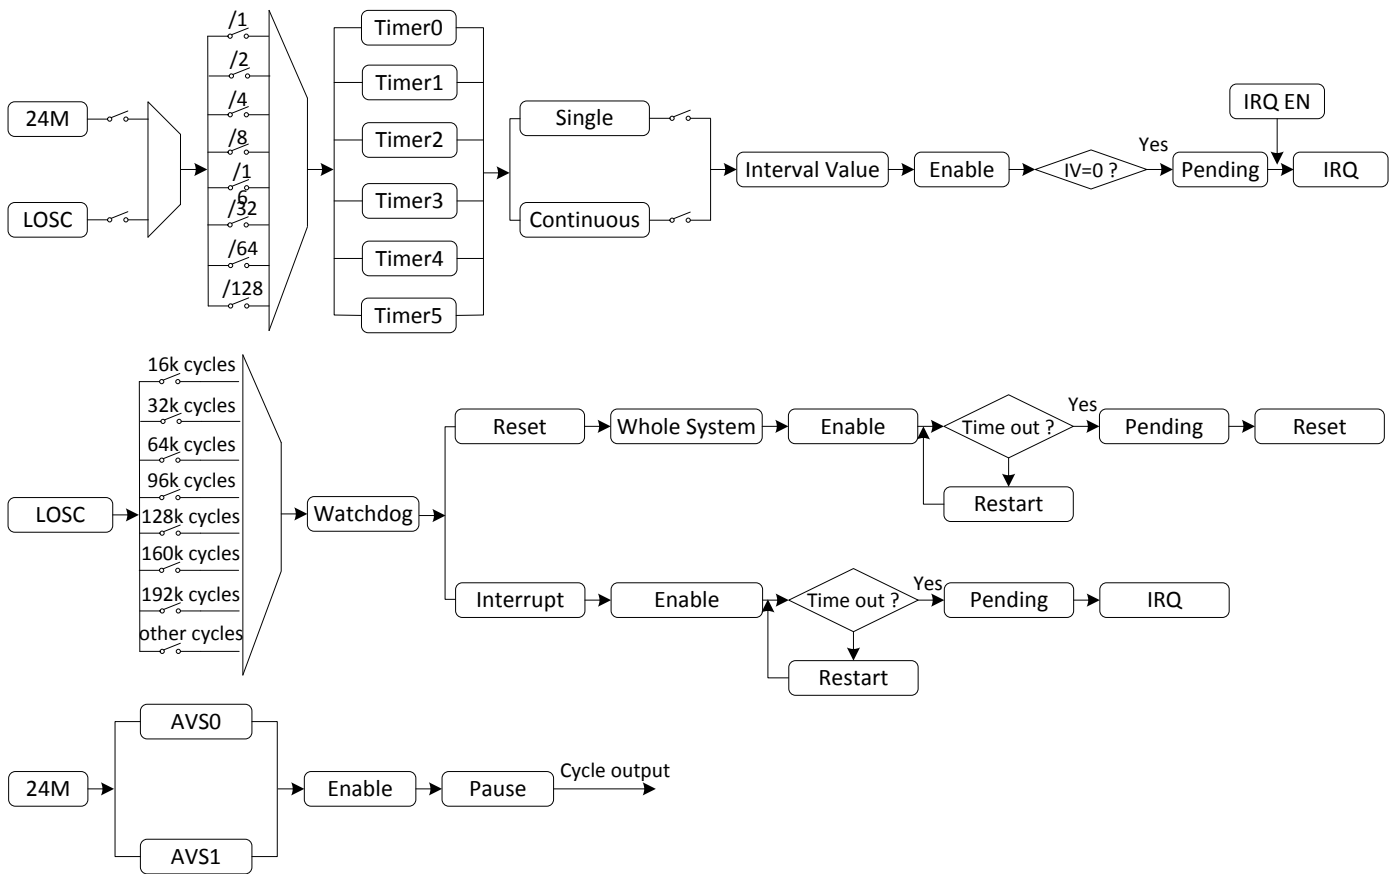 /1
/2
/4
/8
/1
6
/32
/64
/128
24M
LOSC
Timer0
Timer1
Timer2
Timer3
Timer4
Timer5
Single
Continuous
Interval Value
Enable
IV=0 ?
Yes
Pending
IRQ EN
IRQ
LOSC
16k cycles
32k cycles
64k cycles
96k cycles
128k cycles
160k cycles
192k cycles
other cycles
Watchdog
Reset
Whole System
Enable
Time out ?
Yes
Pending
Reset
Restart
Interrupt
Enable
Time out ?
Yes
Pending
IRQ
Restart
24M
AVS0
AVS1
Enable
Pause
Cycle output